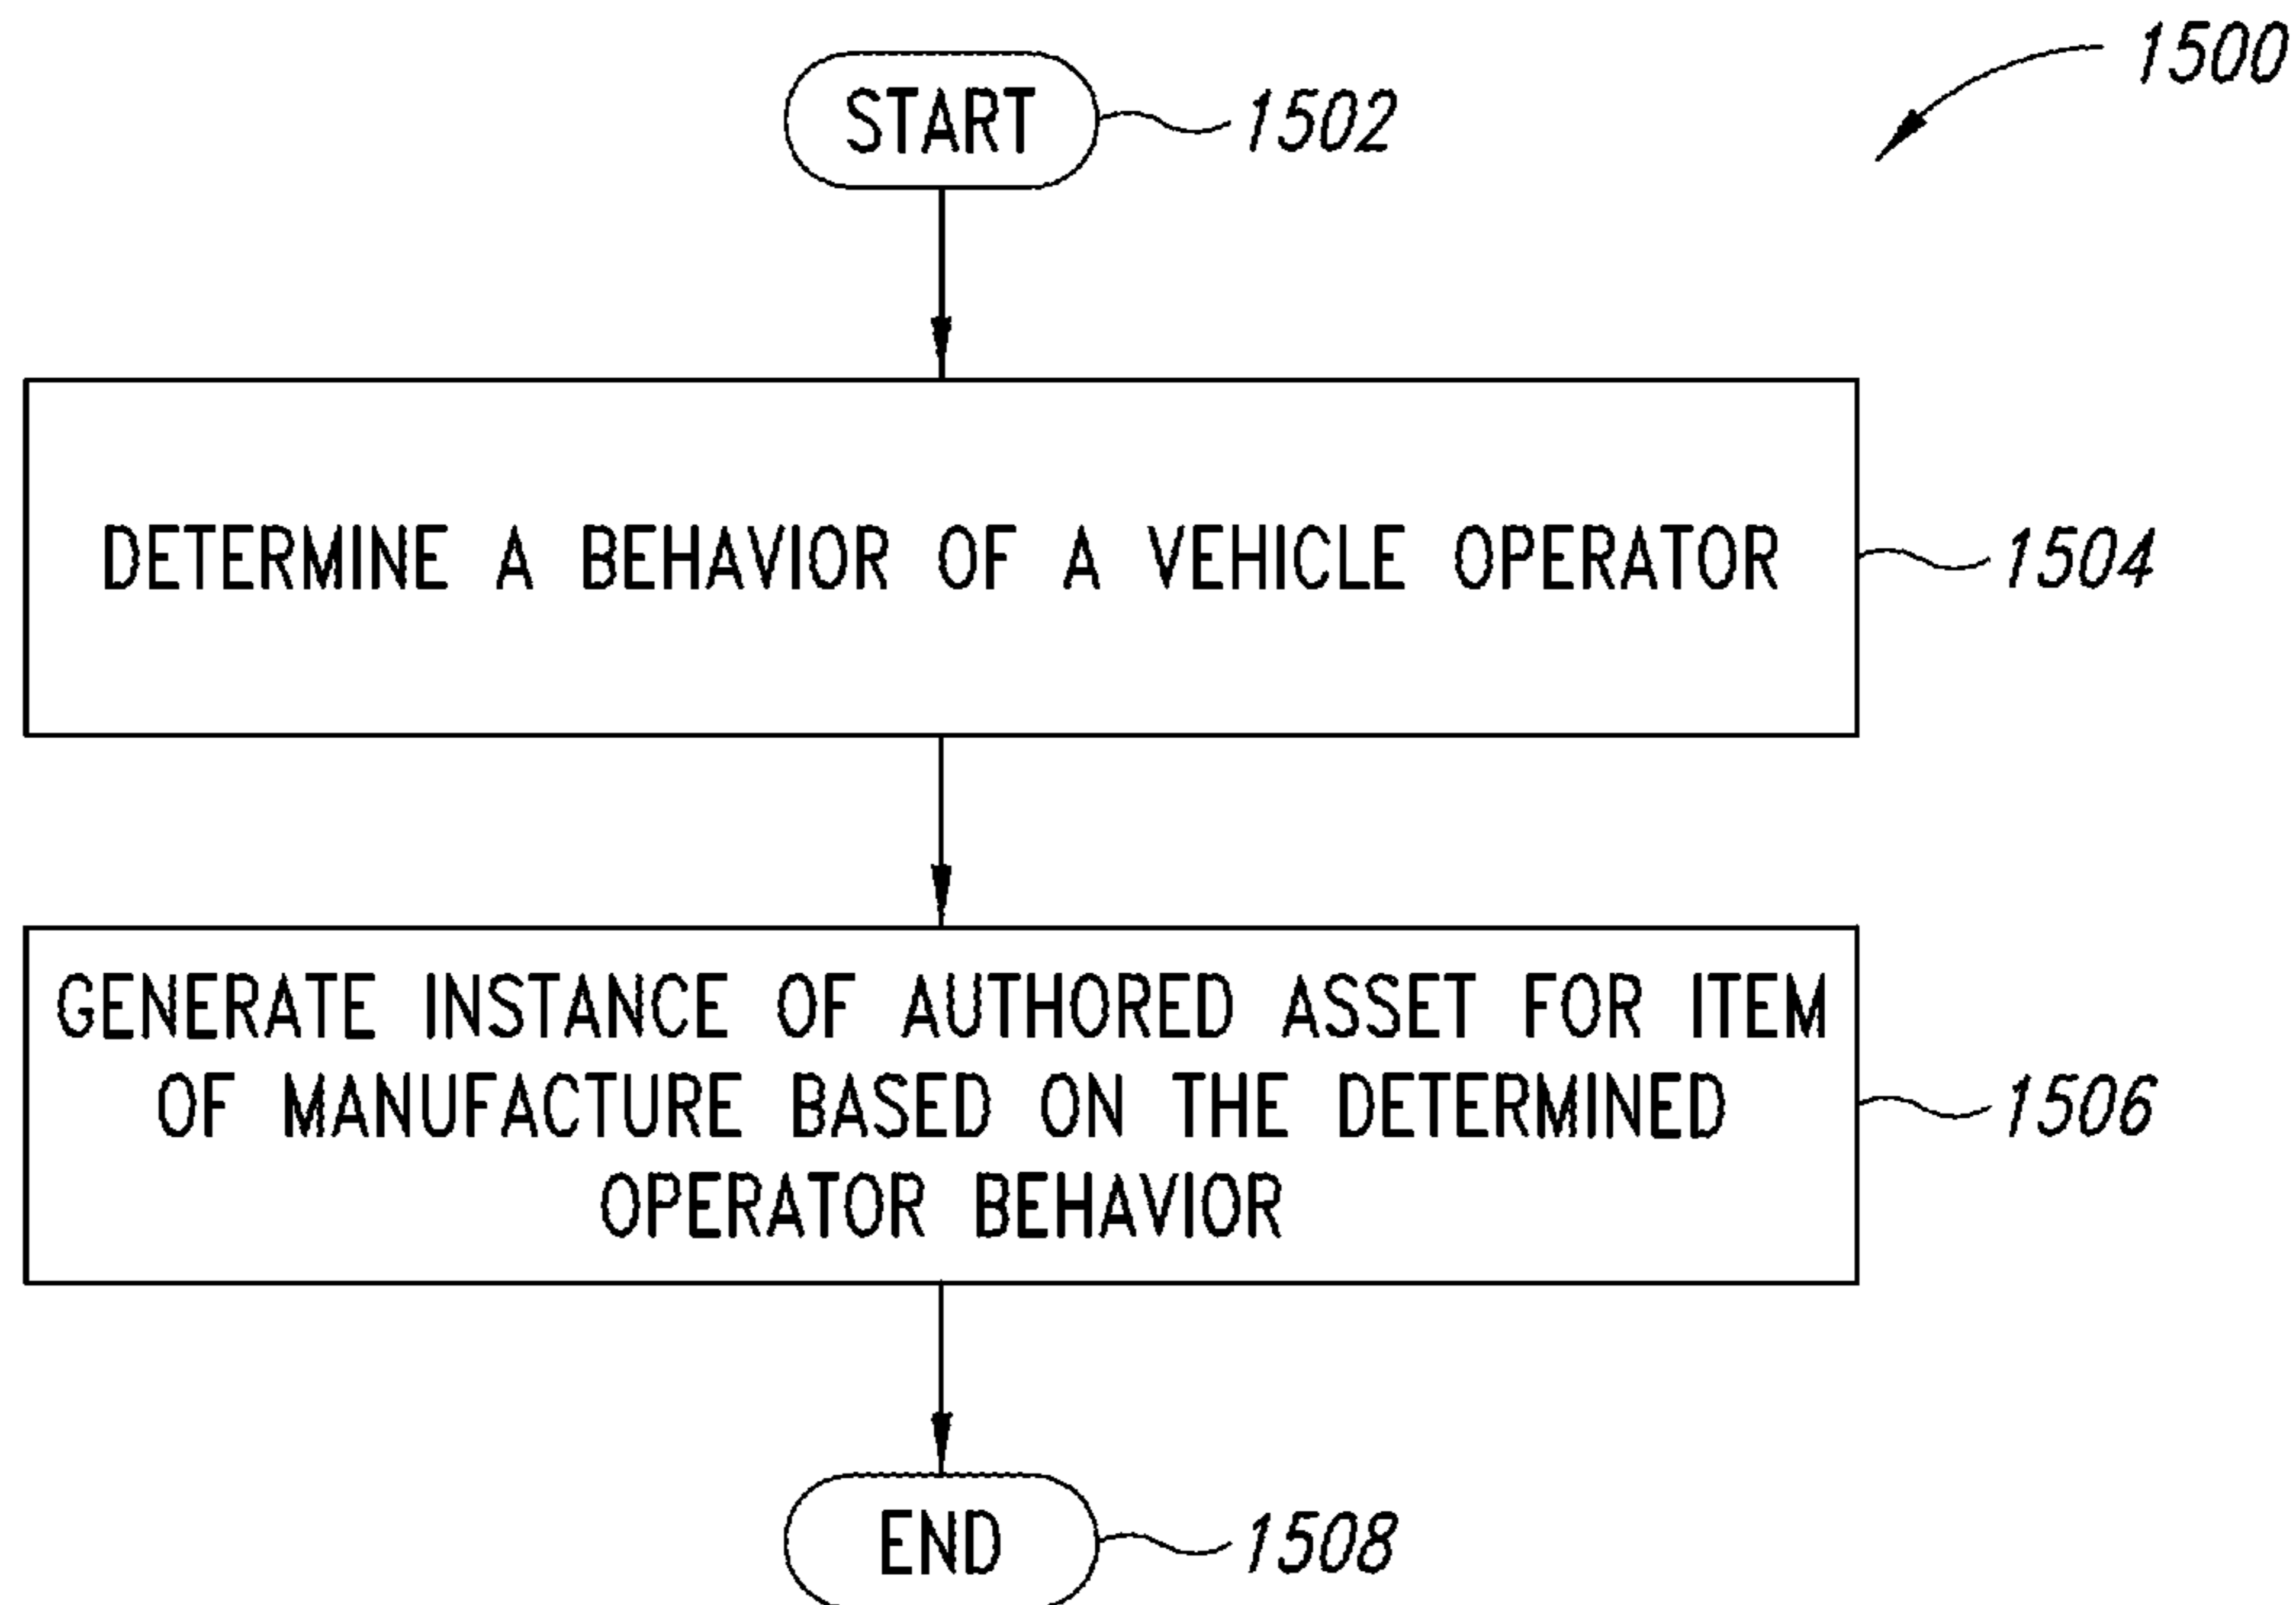 1500
START
1502
DETERMINE A BEHAVIOR OF A VEHICLE OPERATOR
1504
GENERATE INSTANCE OF AUTHORED ASSET FOR ITEM
OF MANUFACTURE BASED ON THE DETERMINED
OPERATOR BEHAVIOR
1506
END
1508